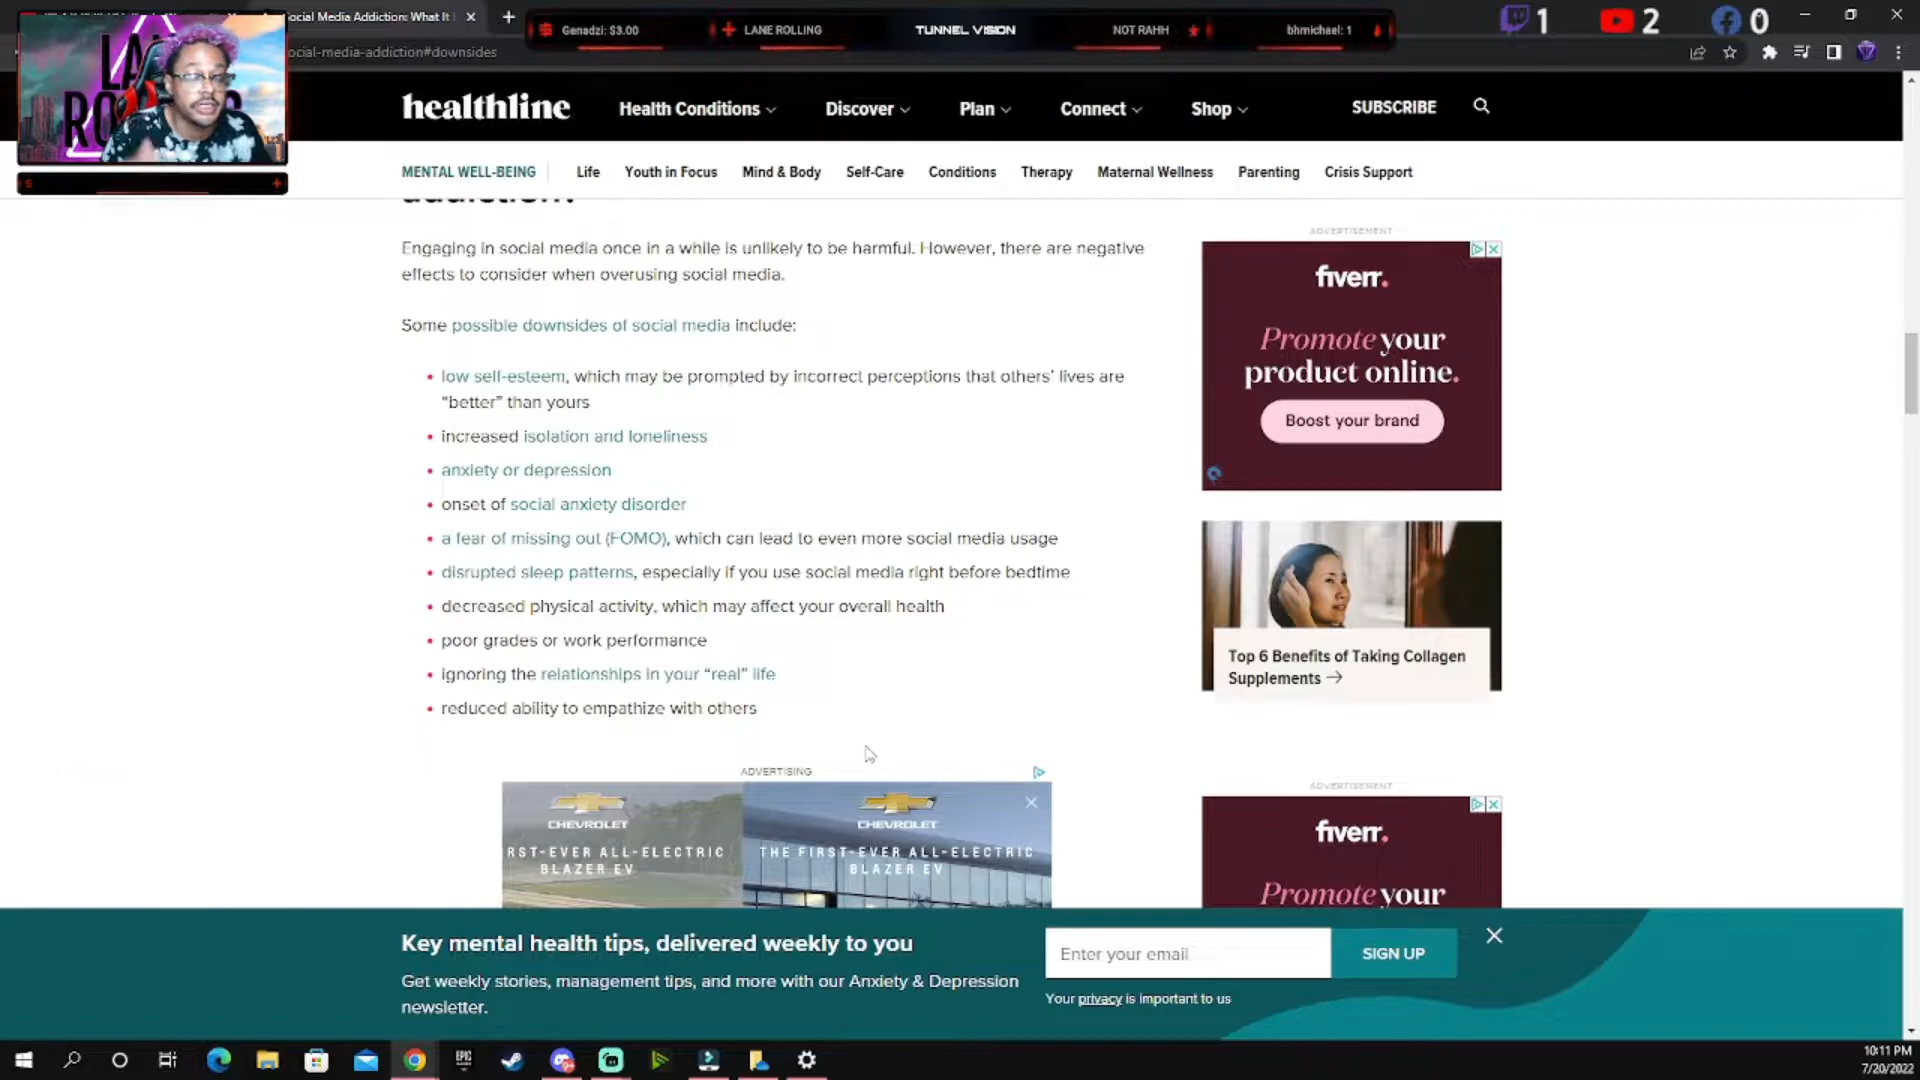 Social Media Addiction: What It
Genadzi: $3.00
LANE ROLLING
TUNNEL VISION
NOT RAHH
bhmichael: 1
1
2
0
ocial-media-addiction#downsides
healthline
Health Conditions
Discover
Plan
Connect
Shop
SUBSCRIBE
MENTAL WELL-BEING
Life
Youth in Focus
Mind & Body
Self-Care
Conditions
Therapy
Maternal Wellness
Parenting
Crisis Support
addiction?
Engaging in social media once in a while is unlikely to be harmful. However, there are negative
effects to consider when overusing social media.
Some possible downsides of social media include:
• low self-esteem, which may be prompted by incorrect perceptions that others' lives are
“better” than yours
• increased isolation and loneliness
• anxiety or depression
• onset of social anxiety disorder
• a fear of missing out (FOMO), which can lead to even more social media usage
• disrupted sleep patterns, especially if you use social media right before bedtime
• decreased physical activity, which may affect your overall health
• poor grades or work performance
• ignoring the relationships in your “real” life
• reduced ability to empathize with others
ADVERTISEMENT
fiverr.
Promote your
product online.
Boost your brand
Top 6 Benefits of Taking Collagen
Supplements →
ADVERTISING
CHEVROLET
RST-EVER ALL-ELECTRIC
BLAZER EV
CHEVROLET
THE FIRST-EVER ALL-ELECTRIC
BLAZER EV
ADVERTISEMENT
fiverr.
Promote your
Key mental health tips, delivered weekly to you
Get weekly stories, management tips, and more with our Anxiety & Depression
newsletter.
Enter your email
SIGN UP
Your privacy is important to us
EPIC
10:11 PM
7/20/2022